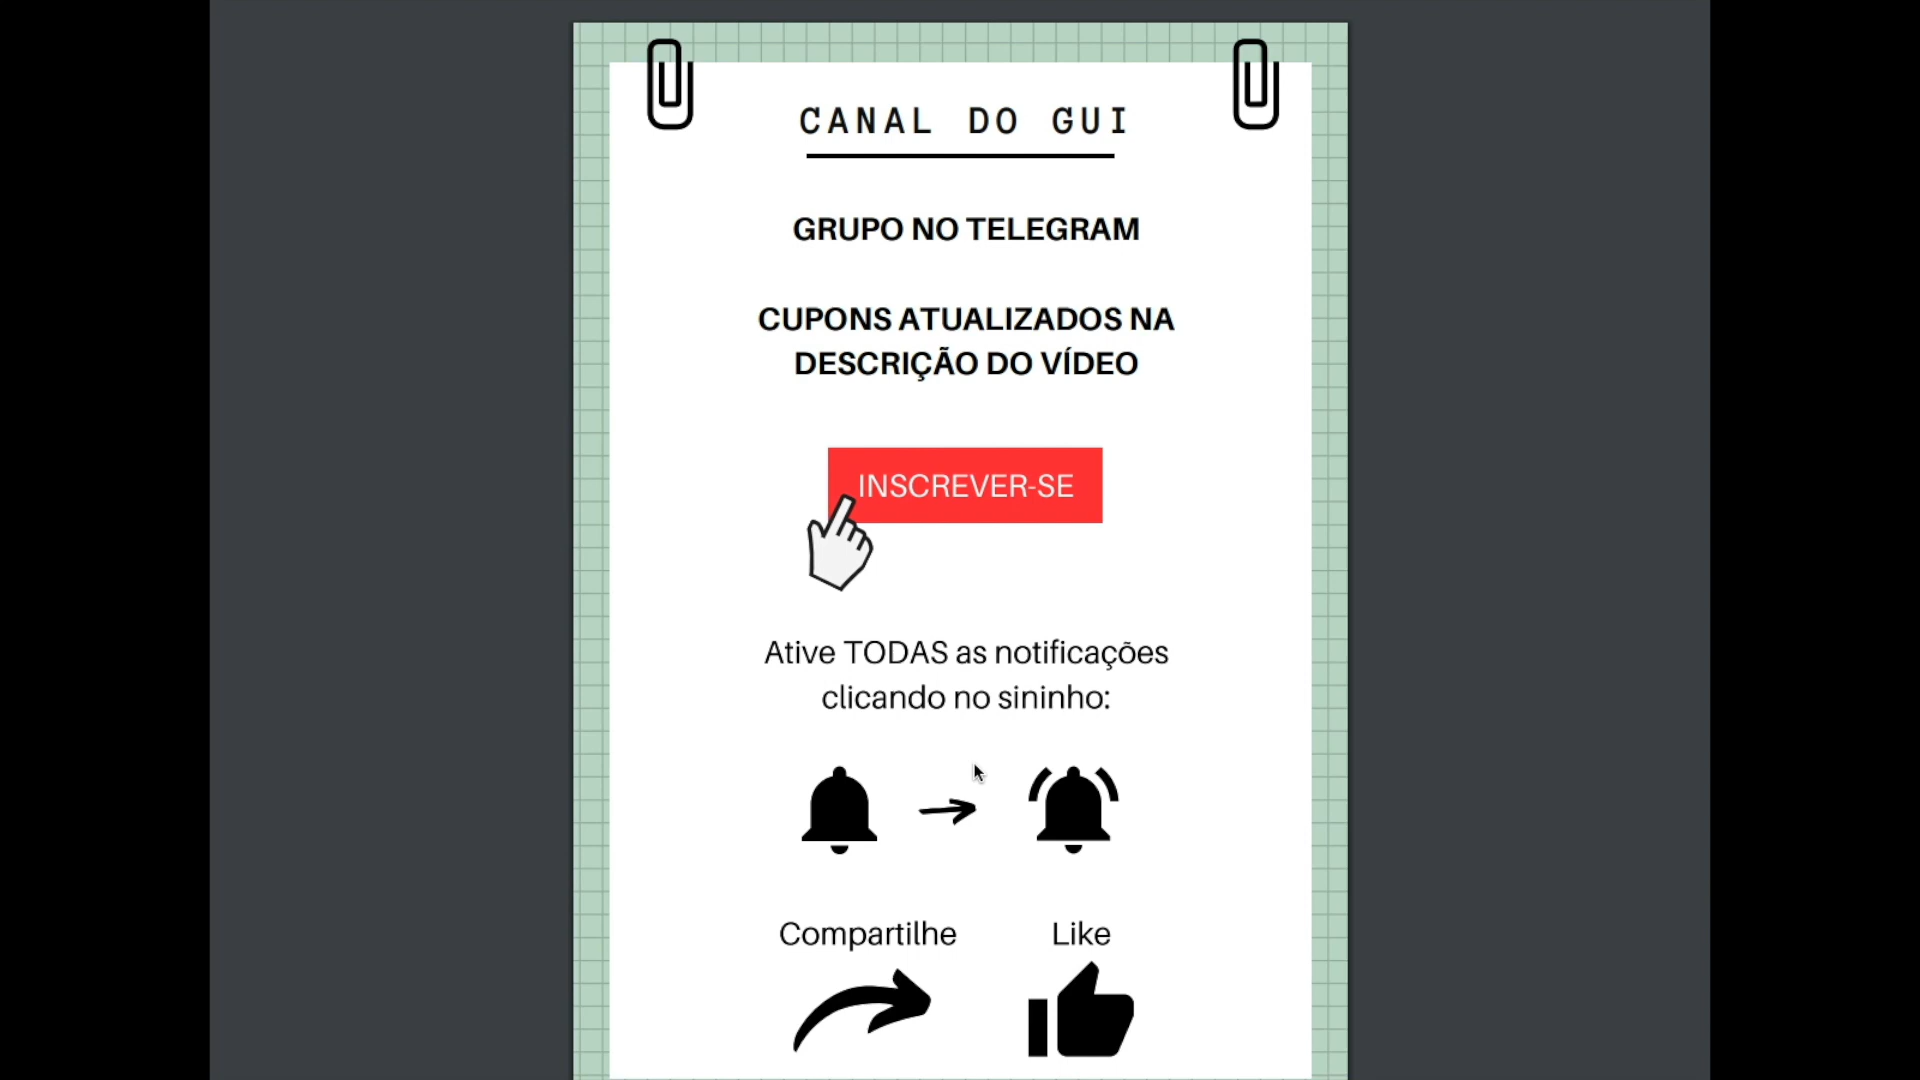 CANAL DO GUI
GRUPO NO TELEGRAM
CUPONS ATUALIZADOS NA
DESCRIÇÃO DO VÍDEO
INSCREVER-SE
Ative TODAS as notificações
clicando no sininho:
Compartilhe Like